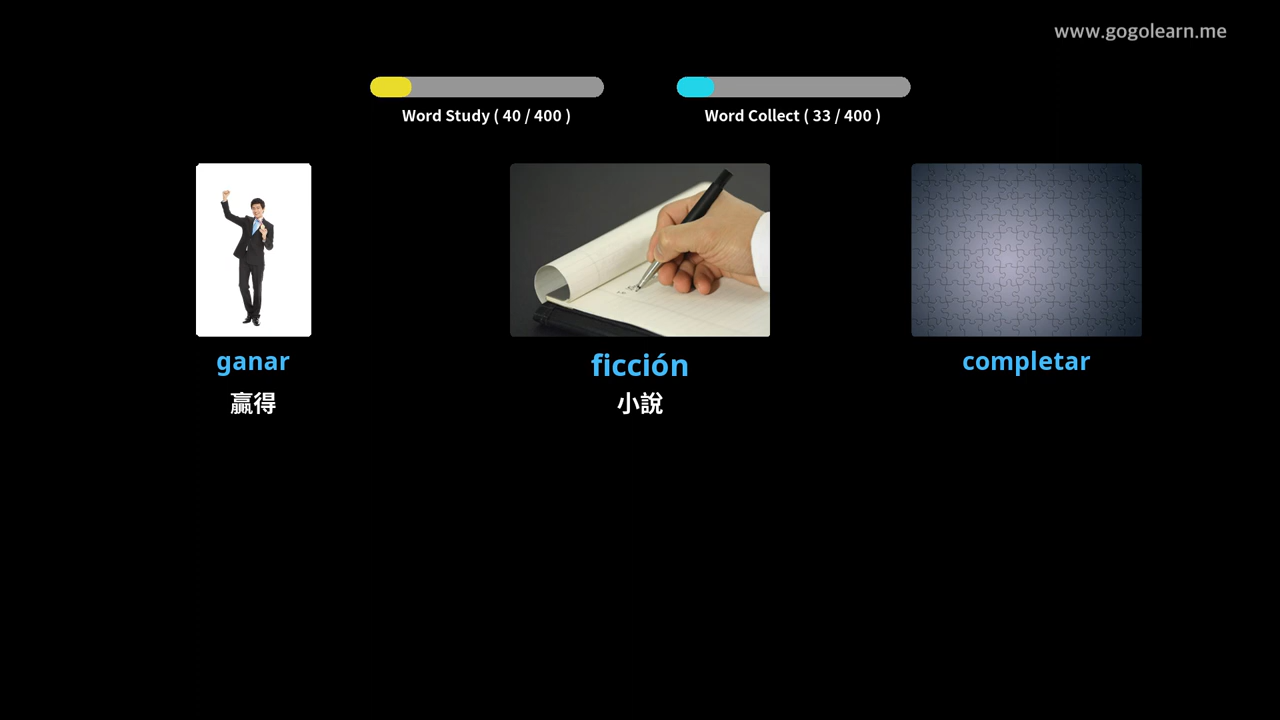 www.gogolearn.me
Word Study ( 40 / 400 )
Word Collect ( 33 / 400 )
ganar
ficción
completar
贏得
小說